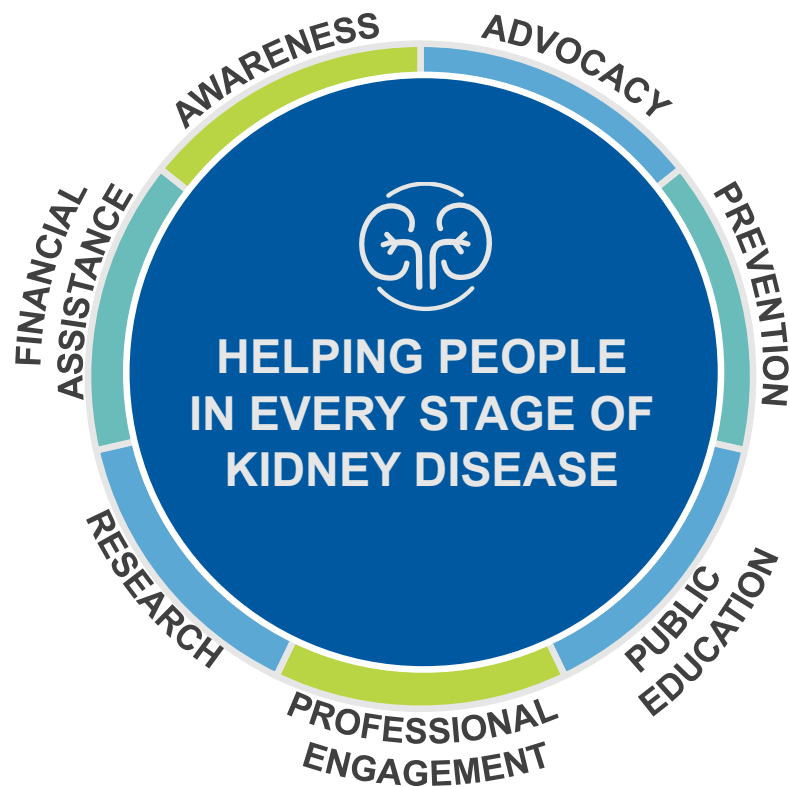 HELPING PEOPLE
IN EVERY STAGE OF
KIDNEY DISEASE
ADVOCACY
PREVENTION
PUBLIC
EDUCATION
PROFESSIONAL
ENGAGEMENT
RESEARCH
FINANCIAL
ASSISTANCE
AWARENESS